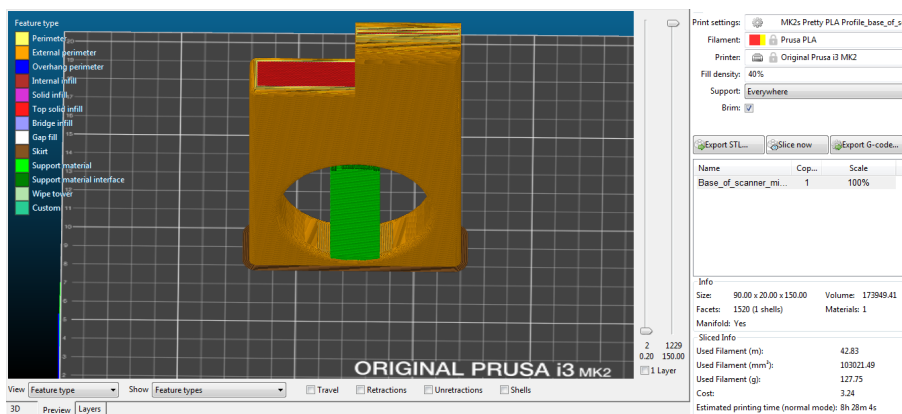 Feature type
Perimeter
External perimeter
Overhang perimeter
Internal infill
Solid infill
Top solid infill
Bridge infill
Gap fill
Skirt
Support material
Support material interface
Wipe tower
Custom
ORIGINAL PRUSA i3 MK2
2 1229
0.20 150.00
1 Layer
View Feature type Show Feature types Travel Retractions Unretractions Shells
3D Preview Layers
Print settings: MK2s Pretty PLA Profile_base_of_s
Filament: Prusa PLA
Printer: Original Prusa i3 MK2
Fill density: 40%
Support: Everywhere
Brim:
Export STL... Slice now Export G-code...
Name Cop... Scale
Base_of_scanner_mi... 1 100%
Info
Size: 90.00 x 20.00 x 150.00 Volume: 173949.41
Facets: 1520 (1 shells) Materials: 1
Manifold: Yes
Sliced Info
Used Filament (m): 42.83
Used Filament (mm³): 103021.49
Used Filament (g): 127.75
Cost: 3.24
Estimated printing time (normal mode): 8h 28m 4s